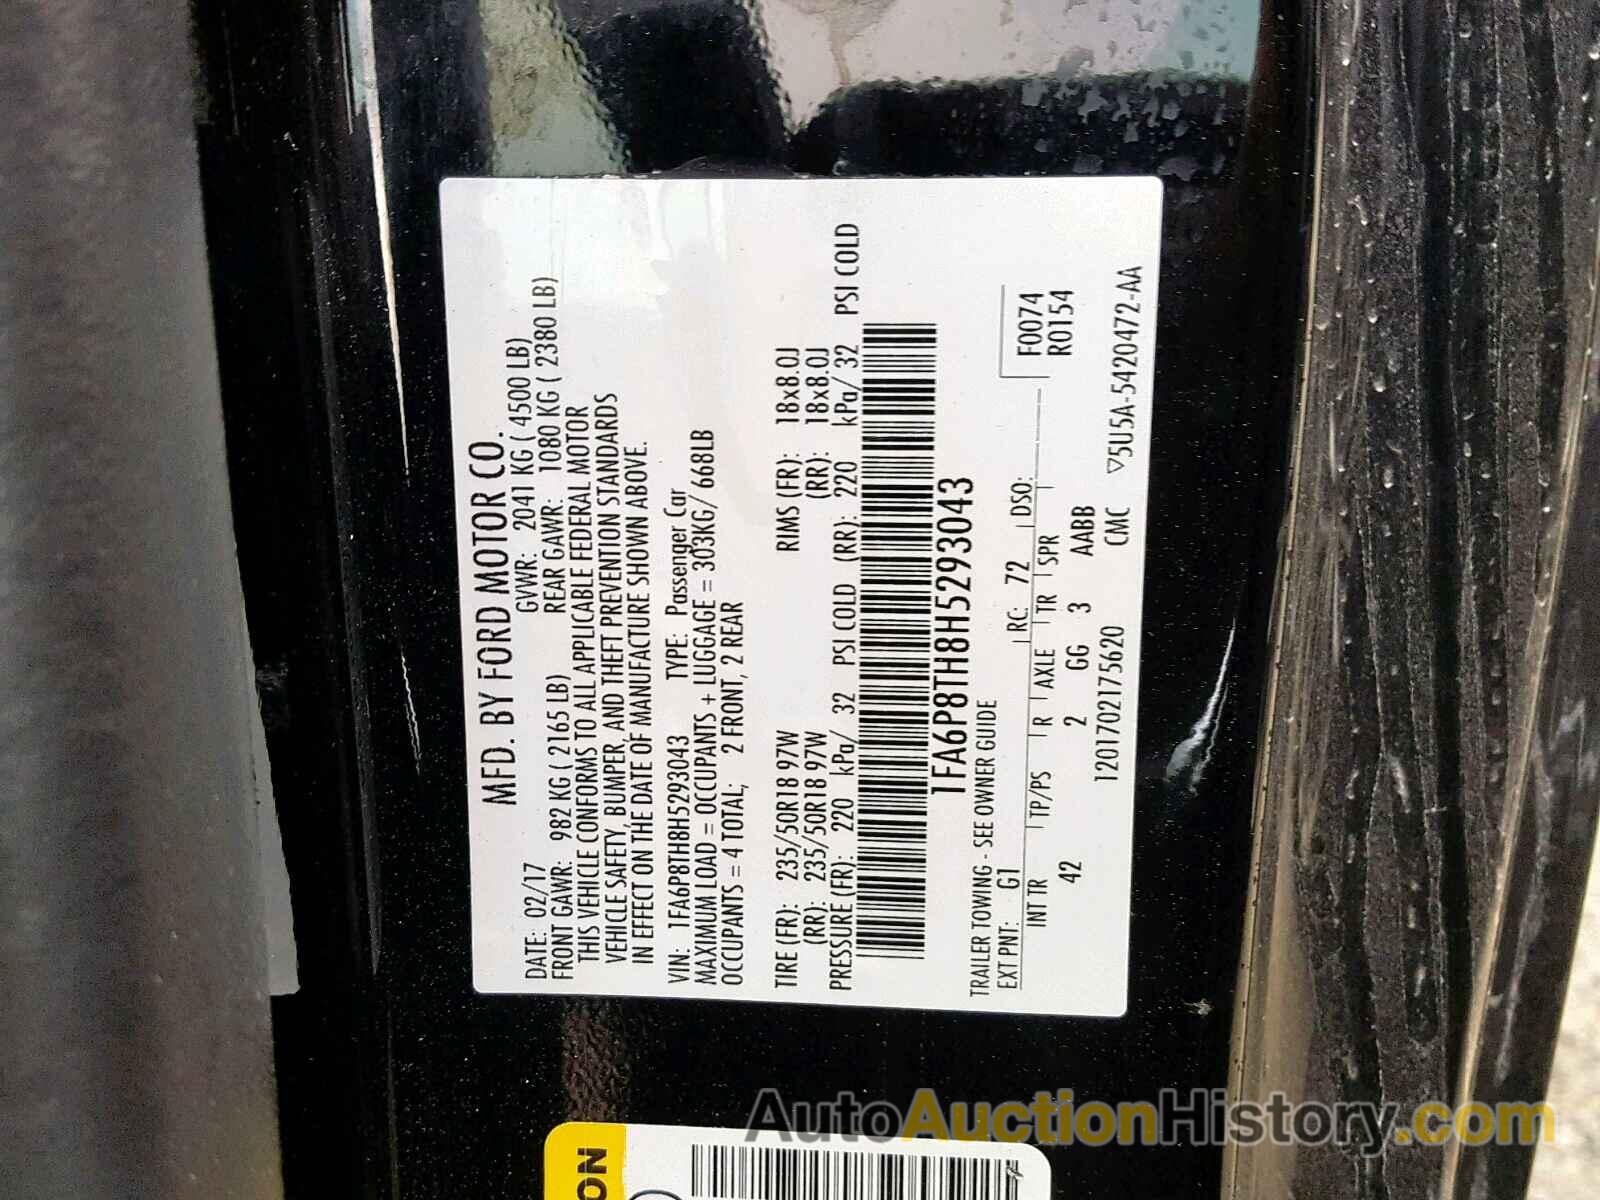 MFD. BY FORD MOTOR CO.
DATE: 02/17 GVWR: 2041 KG ( 4500 LB)
FRONT GAWR: 982 KG ( 2165 LB) REAR GAWR: 1080 KG ( 2380 LB)
THIS VEHICLE CONFORMS TO ALL APPLICABLE FEDERAL MOTOR
VEHICLE SAFETY, BUMPER, AND THEFT PREVENTION STANDARDS
IN EFFECT ON THE DATE OF MANUFACTURE SHOWN ABOVE.
VIN: 1FA6P8TH8H5293043 TYPE: Passenger Car
MAXIMUM LOAD = OCCUPANTS + LUGGAGE = 303KG/ 668LB
OCCUPANTS = 4 TOTAL; 2 FRONT, 2 REAR
TIRE (FR): 235/50R18 97W RIMS (FR): 18x8.0J
(RR): 235/50R18 97W (RR): 18x8.0J
PRESSURE (FR): 220 kPa/ 32 PSI COLD (RR): 220 kPa/ 32 PSI COLD
1FA6P8TH8H5293043
TRAILER TOWING - SEE OWNER GUIDE
EXT PNT: G1 RC: 72 DSO: F0074
INT TR TP/PS R AXLE TR SPR R0154
42 2 GG 3 AABB
1201702175620 CMC ▽5U5A-5420472-AA
ON
AutoAuctionHistory.com